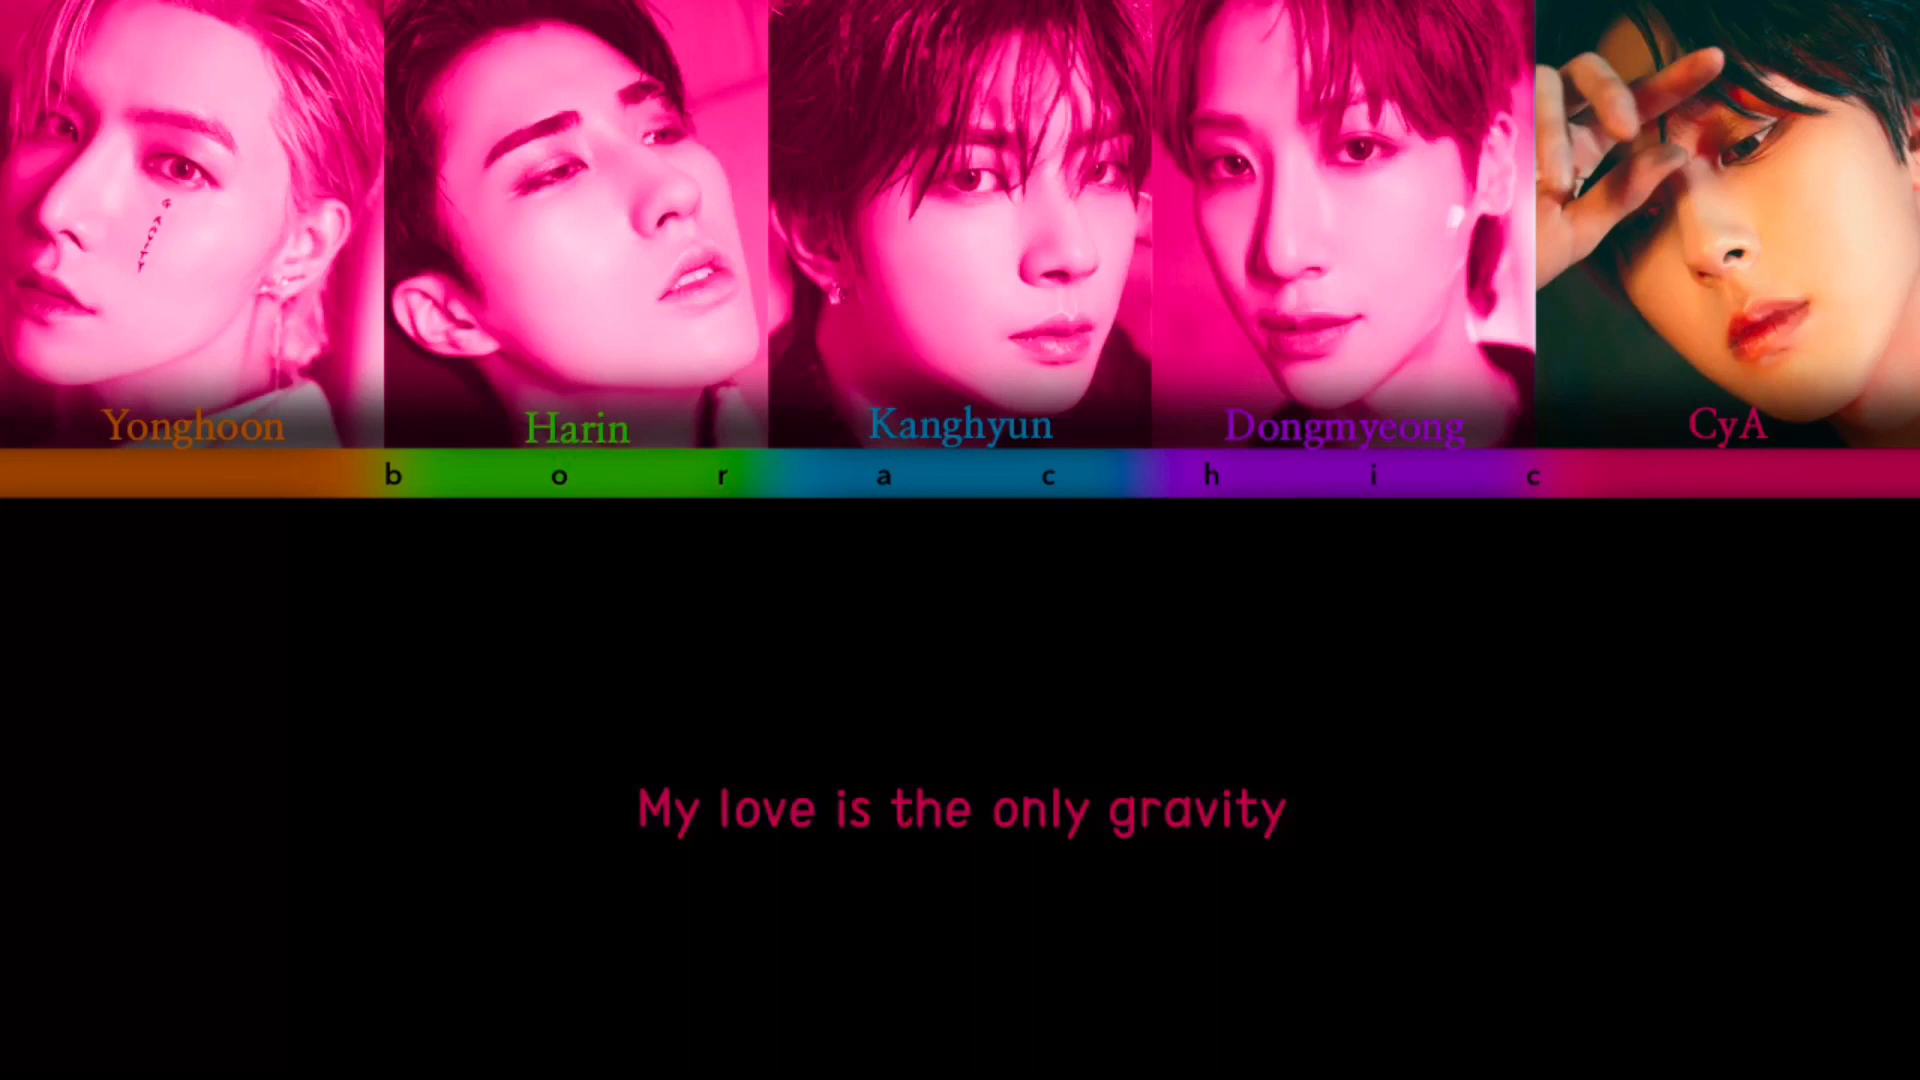 Yonghoon
Harin
Kanghyun
Dongmyeong
CyA
b o r a c h i c
My love is the only gravity